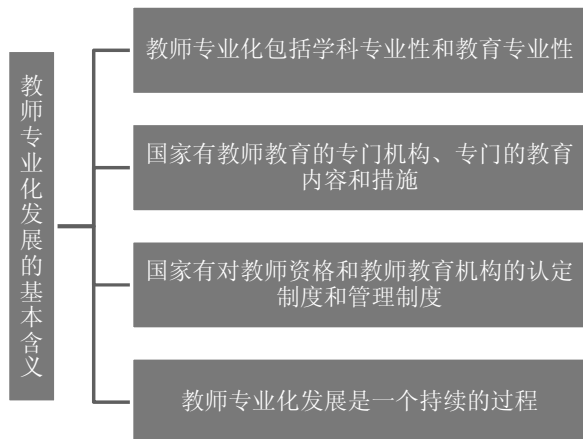 教师专业化发展的基本含义
教师专业化包括学科专业性和教育专业性
国家有教师教育的专门机构、专门的教育
内容和措施
国家有对教师资格和教师教育机构的认定
制度和管理制度
教师专业化发展是一个持续的过程